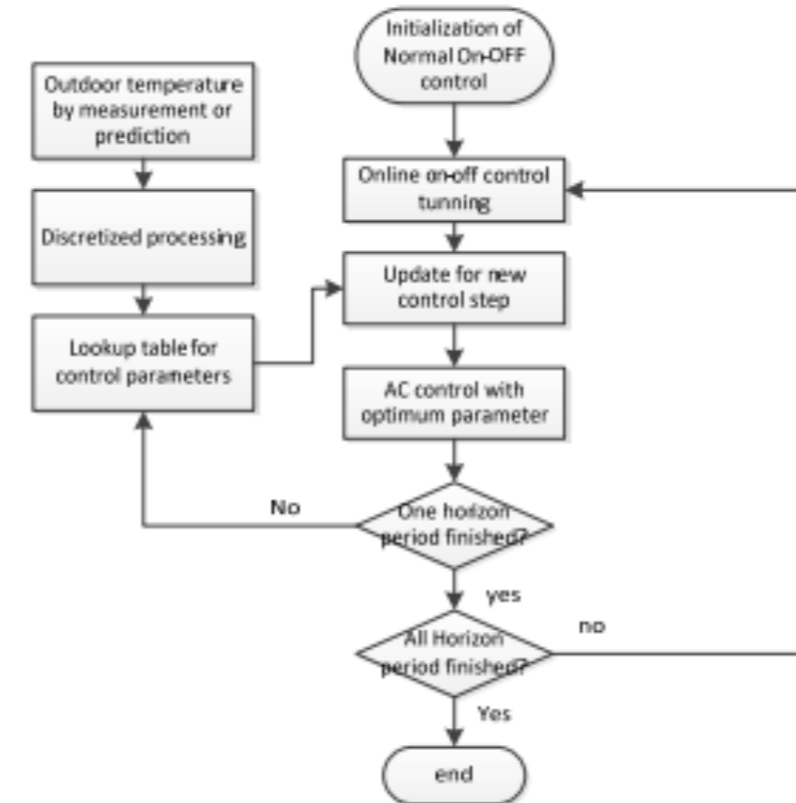 Initialization of
Normal On-OFF
control
Outdoor temperature
by measurement or
prediction
Online on-off control
tunning
Discretized processing
Update for new
control step
Lookup table for
control parameters
AC control with
optimum parameter
One horizon
period finished?
No
yes
All Horizon
period finished?
no
Yes
end